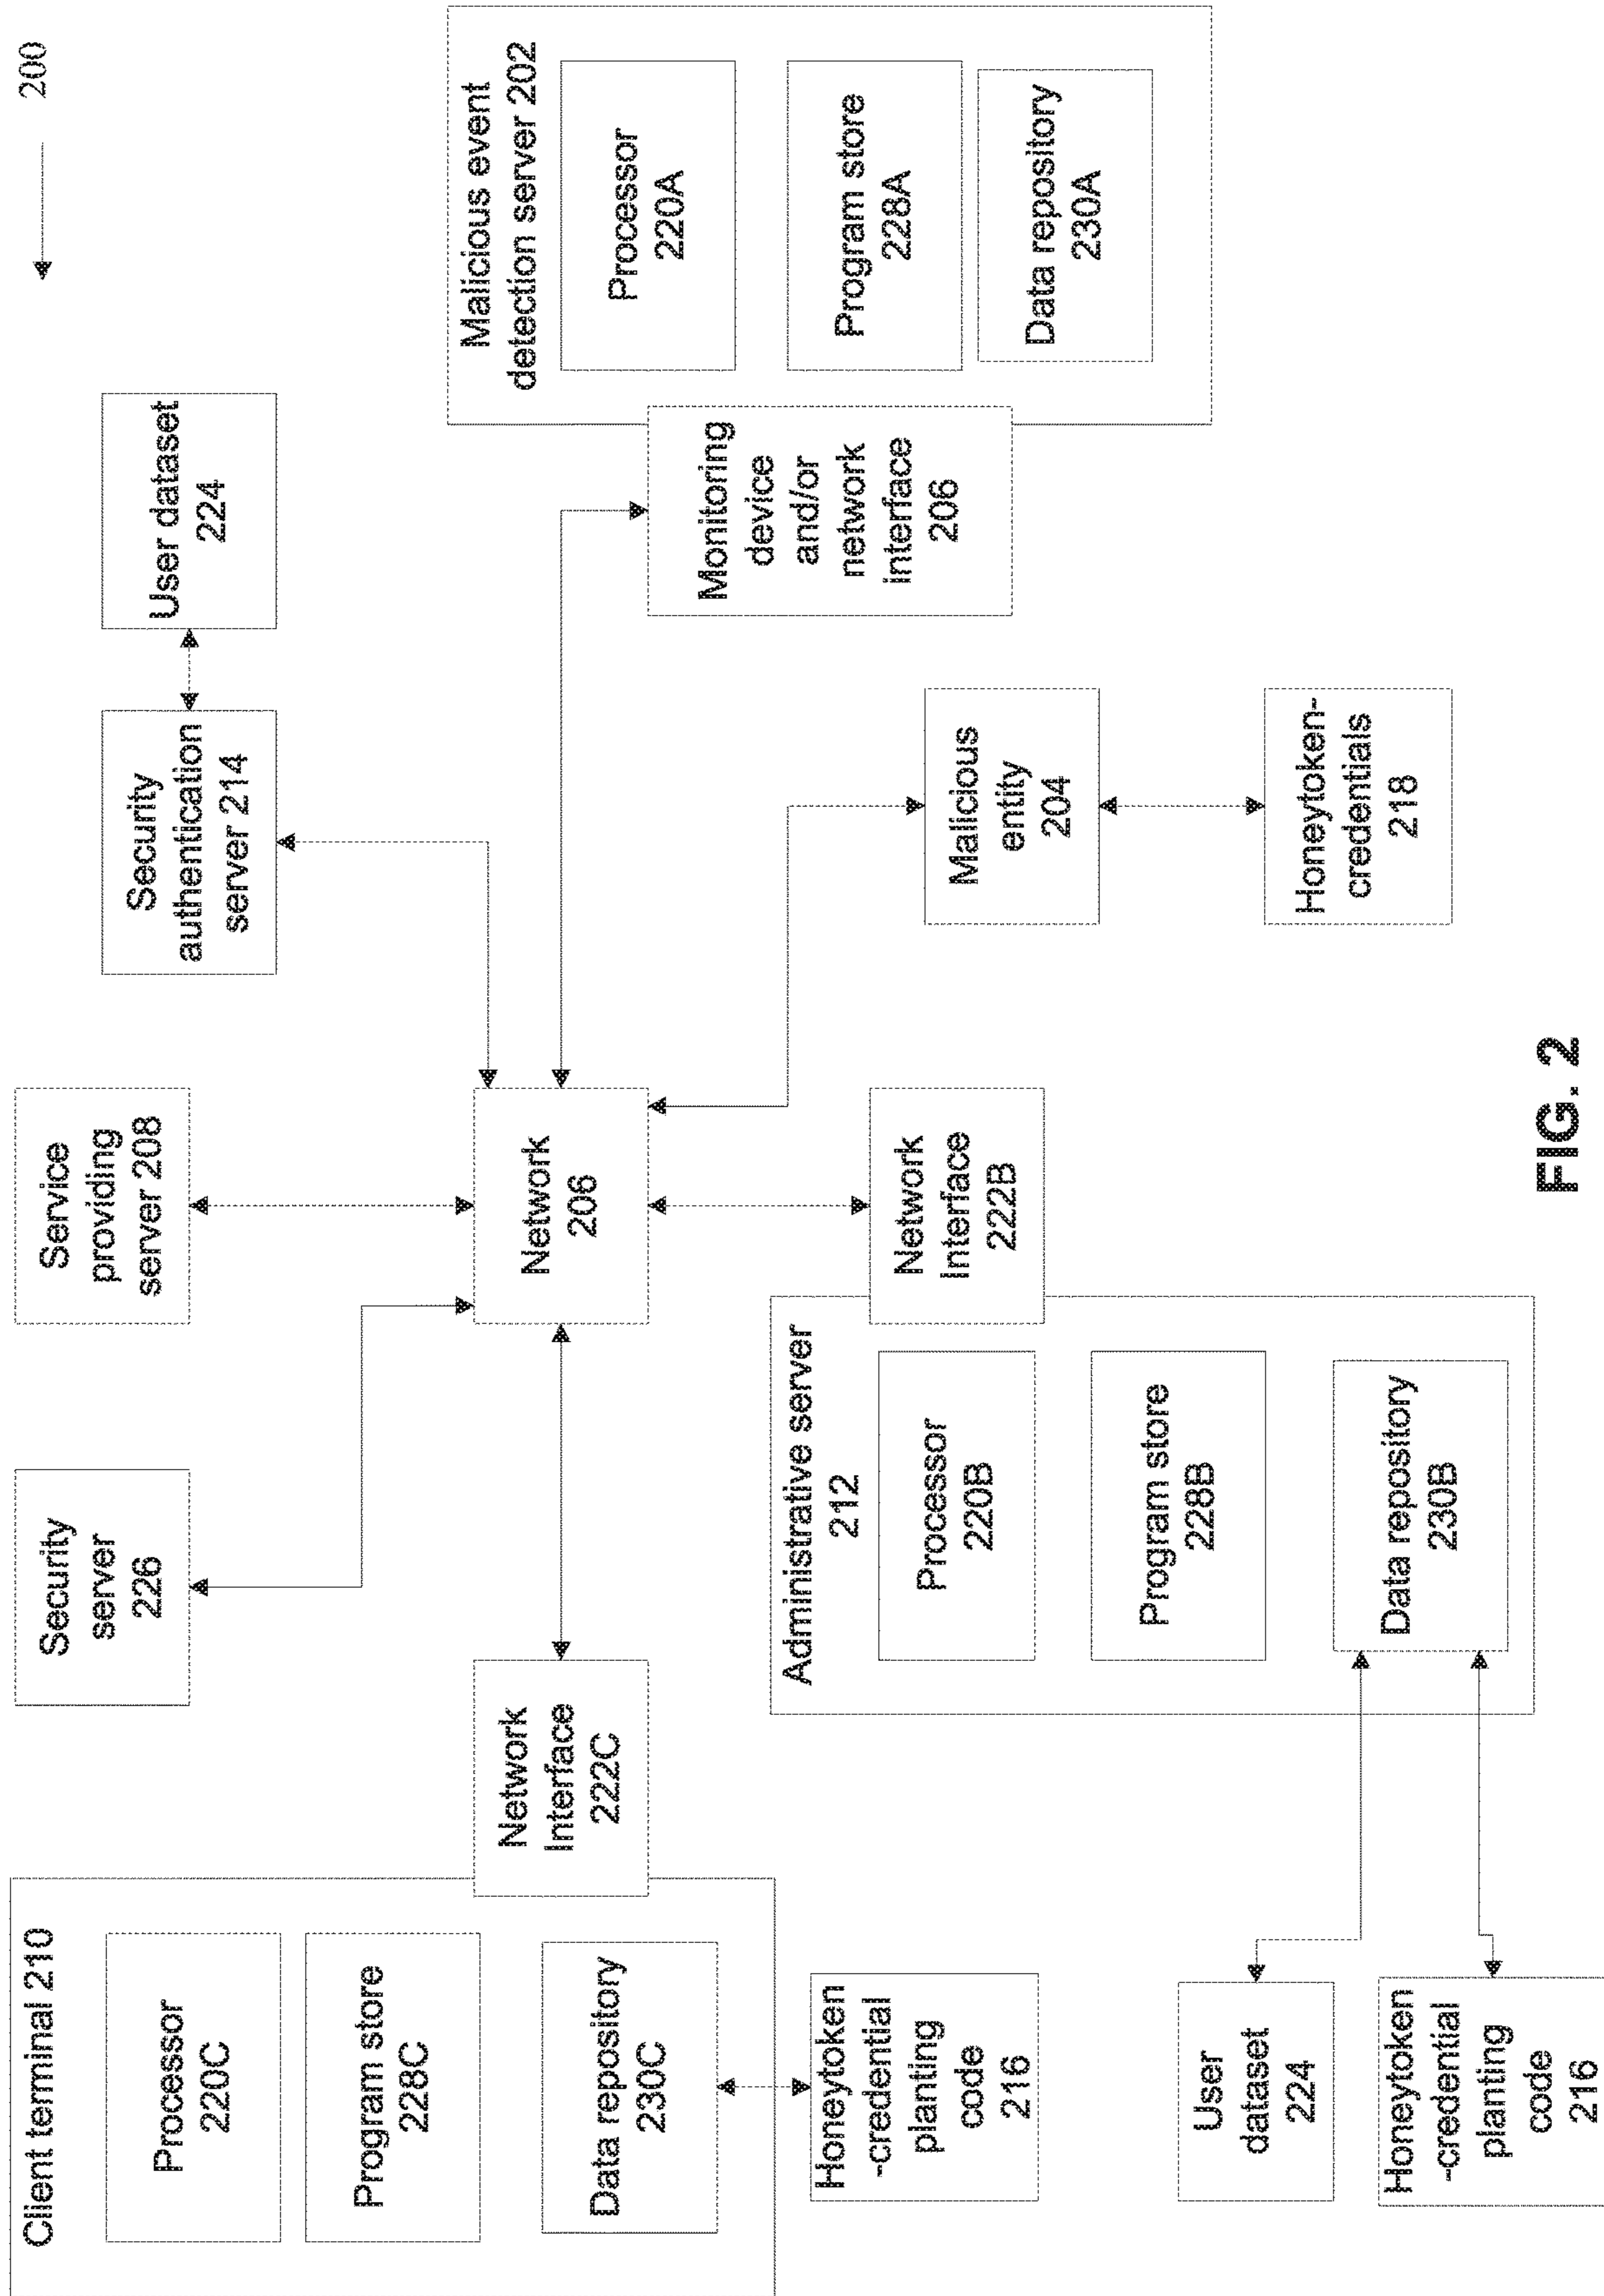 200
Client terminal 210
Processor
220C
Program store
228C
Data repository
230C
Network
Interface
222C
Honeytoken
-credential
planting
code
216
Security
server
226
Service
providing
server 208
Security
authentication
server 214
User dataset
224
Network
206
Malicious event
detection server 202
Processor
220A
Program store
228A
Data repository
230A
Monitoring
device
and/or
network
interface
206
Administrative server
212
Processor
220B
Program store
228B
Data repository
230B
Network
Interface
222B
Malicious
entity
204
Honeytoken-
credentials
218
User
dataset
224
Honeytoken
-credential
planting
code
216
FIG. 2